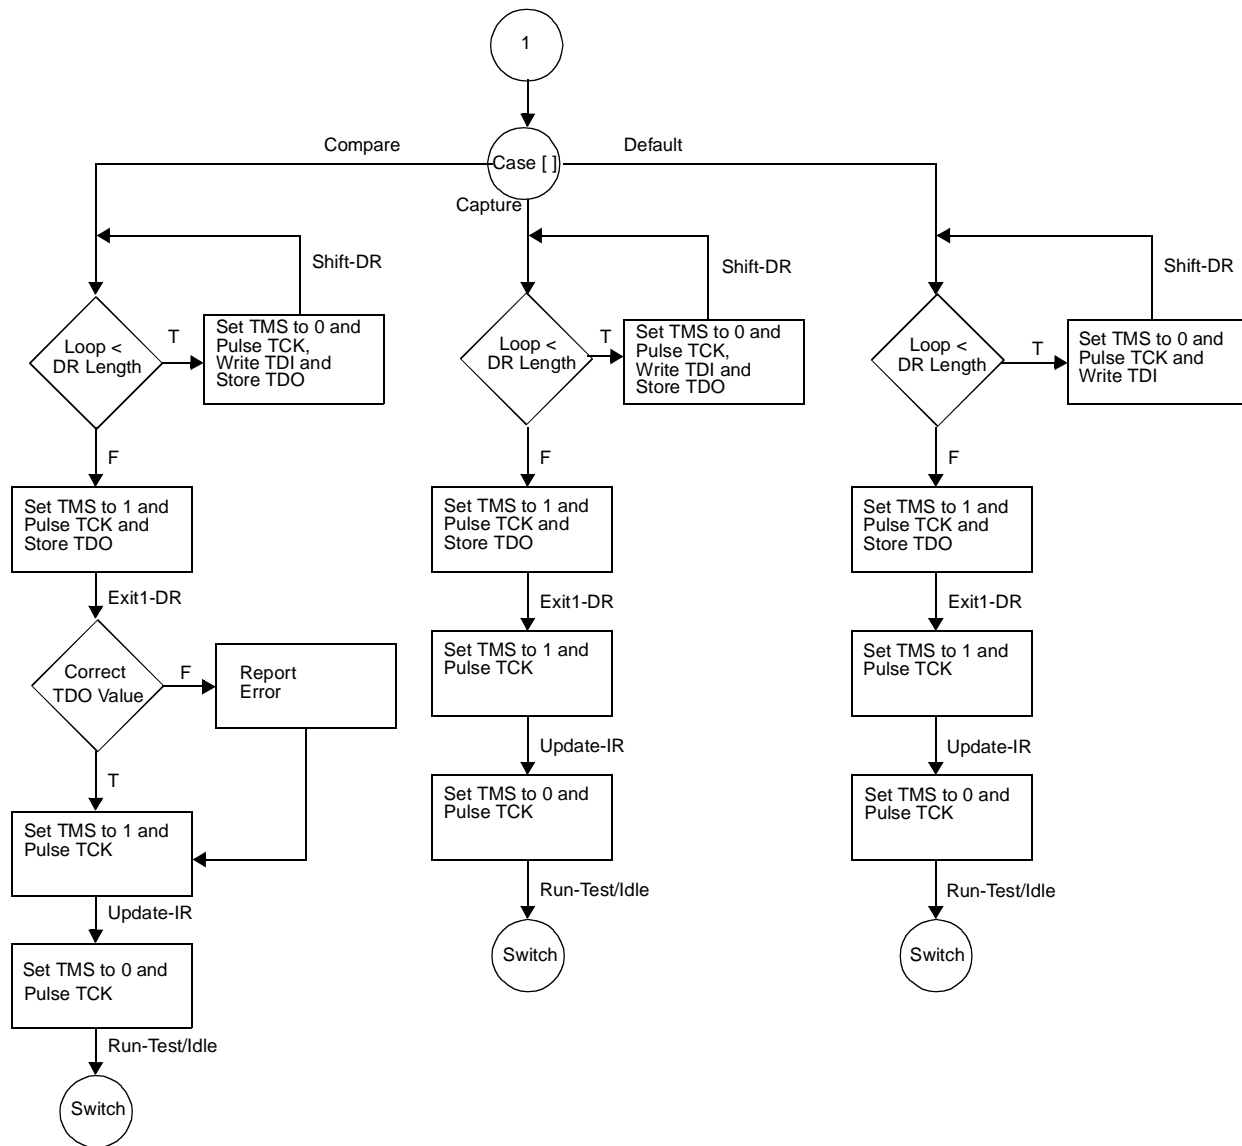 1
Compare
Case [ ]
Default
Capture
Shift-DR
Loop <
DR Length
T
Set TMS to 0 and
Pulse TCK,
Write TDI and
Store TDO
F
Set TMS to 1 and
Pulse TCK and
Store TDO
Exit1-DR
Correct
TDO Value
F
Report
Error
T
Set TMS to 1 and
Pulse TCK
Update-IR
Set TMS to 0 and
Pulse TCK
Run-Test/Idle
Switch
Shift-DR
Loop <
DR Length
T
Set TMS to 0 and
Pulse TCK,
Write TDI and
Store TDO
F
Set TMS to 1 and
Pulse TCK and
Store TDO
Exit1-DR
Set TMS to 1 and
Pulse TCK
Update-IR
Set TMS to 0 and
Pulse TCK
Run-Test/Idle
Switch
Shift-DR
Loop <
DR Length
T
Set TMS to 0 and
Pulse TCK and
Write TDI
F
Set TMS to 1 and
Pulse TCK and
Store TDO
Exit1-DR
Set TMS to 1 and
Pulse TCK
Update-IR
Set TMS to 0 and
Pulse TCK
Run-Test/Idle
Switch